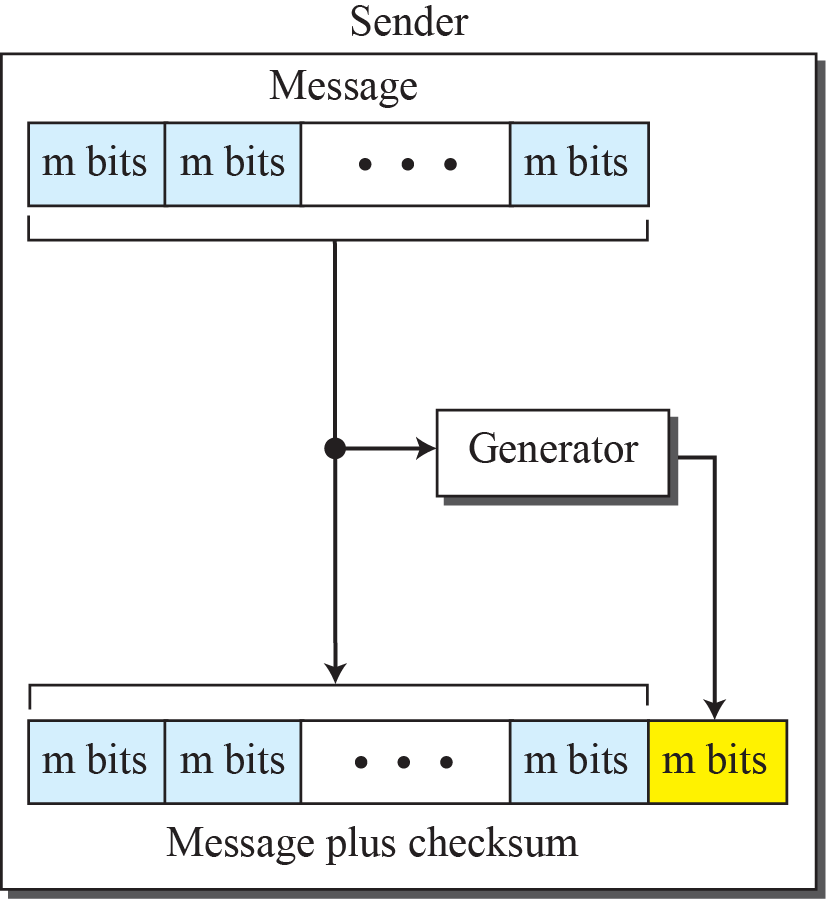 Sender
Message
m bits m bits • • • m bits
Generator
m bits m bits • • • m bits m bits
Message plus checksum